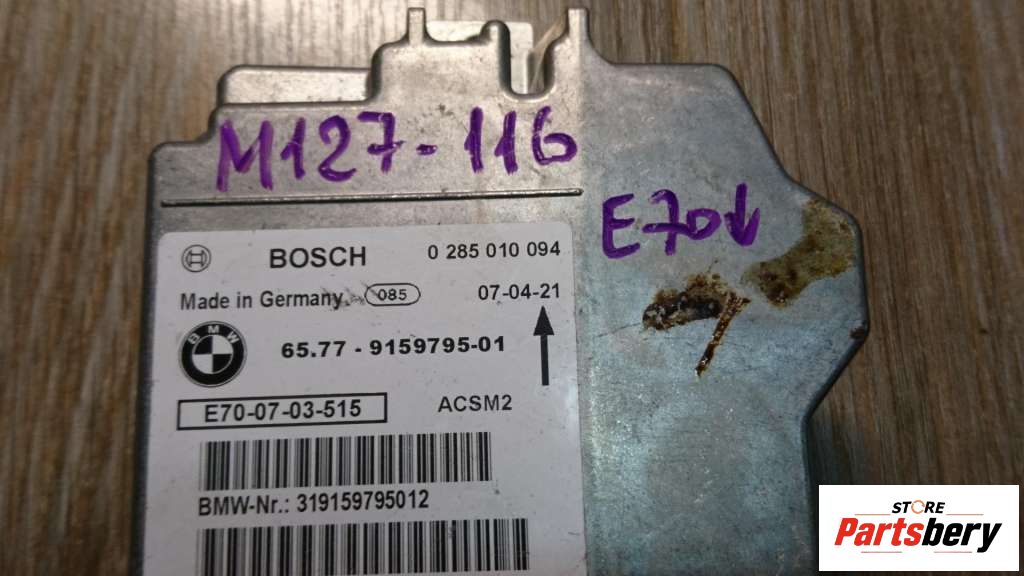 M127-116
E70
BOSCH 0 285 010 094
Made in Germany 085 07-04-21
BMW
65.77 - 9159795-01
E70-07-03-515 ACSM2
BMW-Nr.: 319159795012
STORE
Partsbery